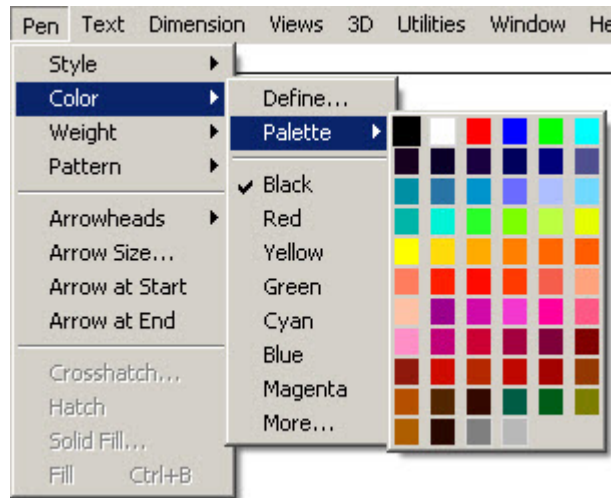 Pen Text Dimension Views 3D Utilities Window
Style
Color
Weight
Pattern
Arrowheads
Arrow Size...
Arrow at Start
Arrow at End
Crosshatch...
Hatch
Solid Fill...
Fill Ctrl+B
Define...
Palette
Black
Red
Yellow
Green
Cyan
Blue
Magenta
More...